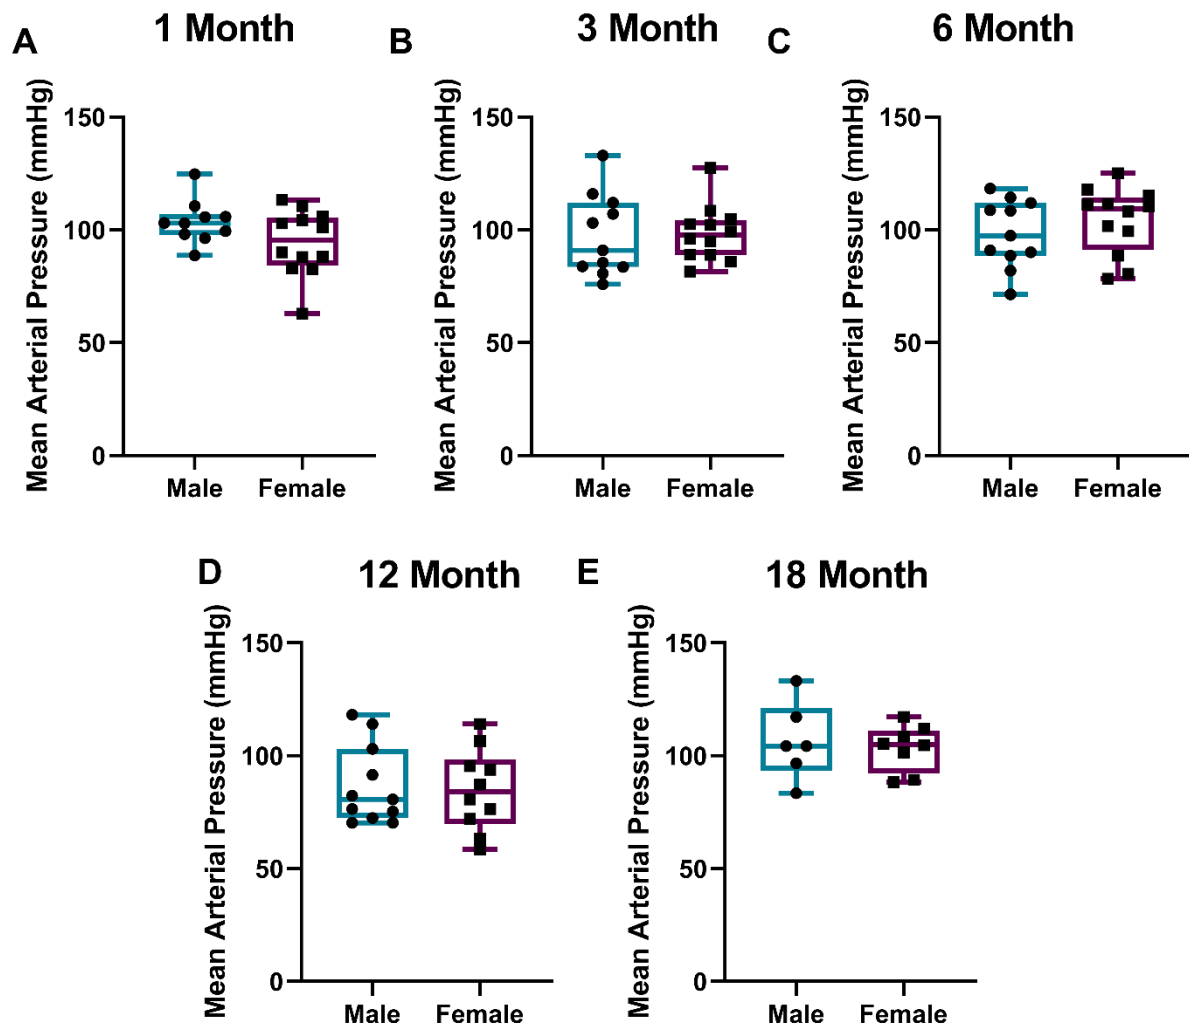 A
1 Month
Mean Arterial Pressure (mmHg)
150
100
50
0
Male Female
B
3 Month
Mean Arterial Pressure (mmHg)
150
100
50
0
Male Female
C
6 Month
Mean Arterial Pressure (mmHg)
150
100
50
0
Male Female
D
12 Month
Mean Arterial Pressure (mmHg)
150
100
50
0
Male Female
E
18 Month
Mean Arterial Pressure (mmHg)
150
100
50
0
Male Female